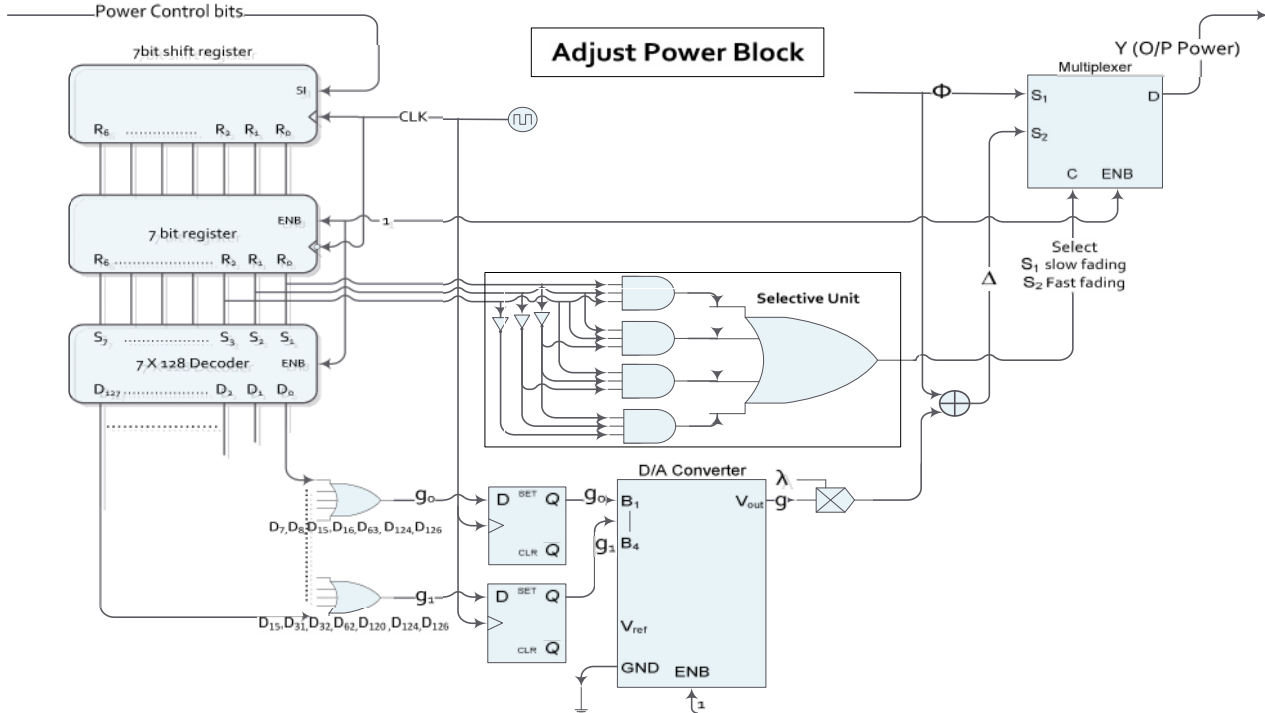 Power Control bits
Adjust Power Block
7bit shift register
SI
R6 ..................... R2 R1 R0
CLK
Φ
Y (O/P Power)
Multiplexer
S1
S2
D
C ENB
7 bit register
ENB
1
R6 ..................... R2 R1 R0
Select
S1 slow fading
S2 Fast fading
Δ
Selective Unit
S7 ..................... S3 S2 S1
7 X 128 Decoder
ENB
D127 ..................... D2 D1 D0
.....................
g0
D7,D8,D15,D16,D63, D124,D126
D SET Q
CLR Q
g0
g1
D/A Converter
B1
B4
Vout
λ
g
Vref
GND
ENB
1
g1
D15,D31,D32,D62,D120 ,D124,D126
D SET Q
CLR Q